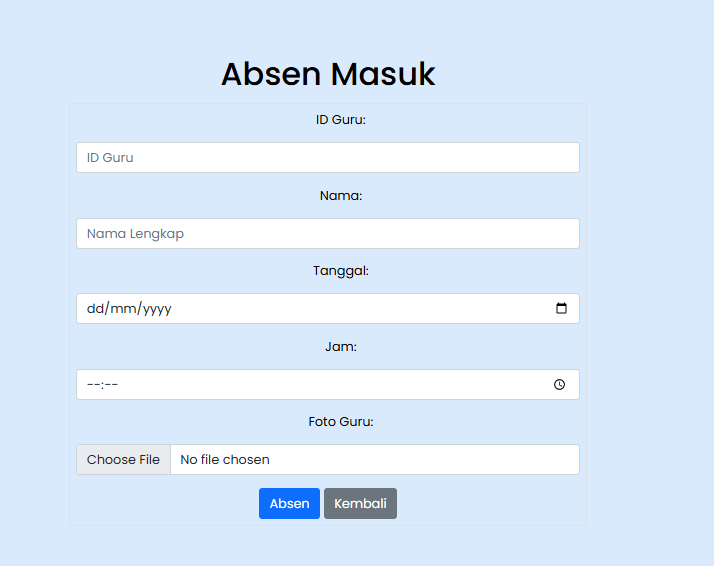 Absen Masuk
ID Guru:
ID Guru
Nama:
Nama Lengkap
Tanggal:
dd/mm/yyyy
Jam:
--:--
Foto Guru:
Choose File No file chosen
Absen Kembali